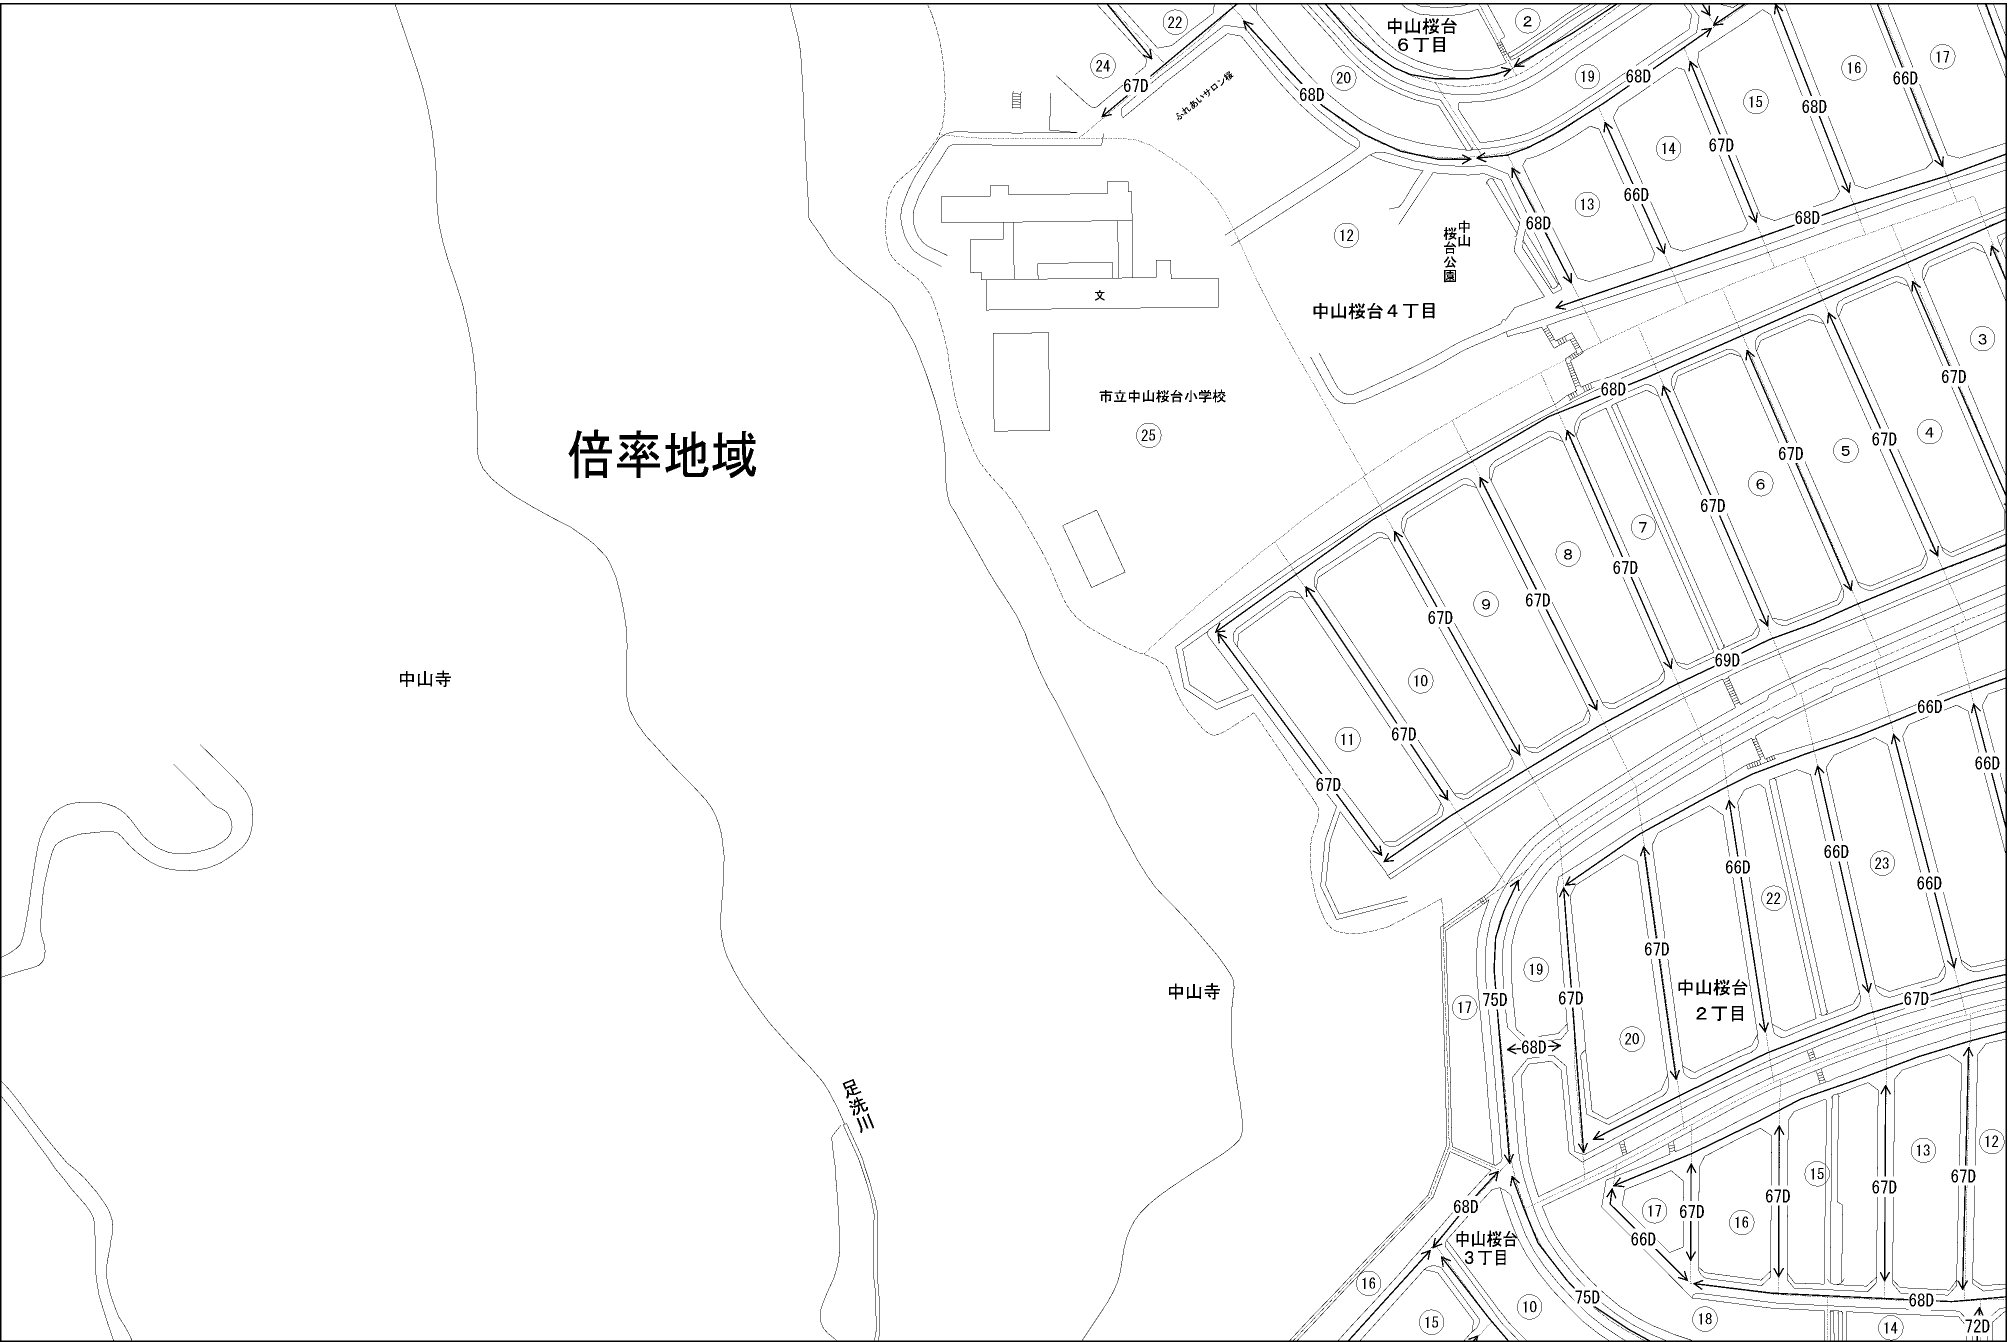 22
中山桜台
6丁目
2
24
67D
20
68D
19
68D
15
16
66D
17
68D
ふれあいサロン桜
14
67D
13
66D
68D
68D
12
中山
桜台公園
文
中山桜台4丁目
3
67D
68D
市立中山桜台小学校
25
倍率地域
4
67D
5
67D
6
67D
7
8
67D
67D
9
67D
69D
10
67D
11
67D
中山寺
66D
66D
66D
23
66D
66D
22
67D
中山桜台
2丁目
20
19
67D
67D
75D
17
68D
中山寺
足洗川
12
13
67D
67D
15
67D
16
67D
17
66D
68D
中山桜台
3丁目
16
75D
10
15
68D
18
14
72D